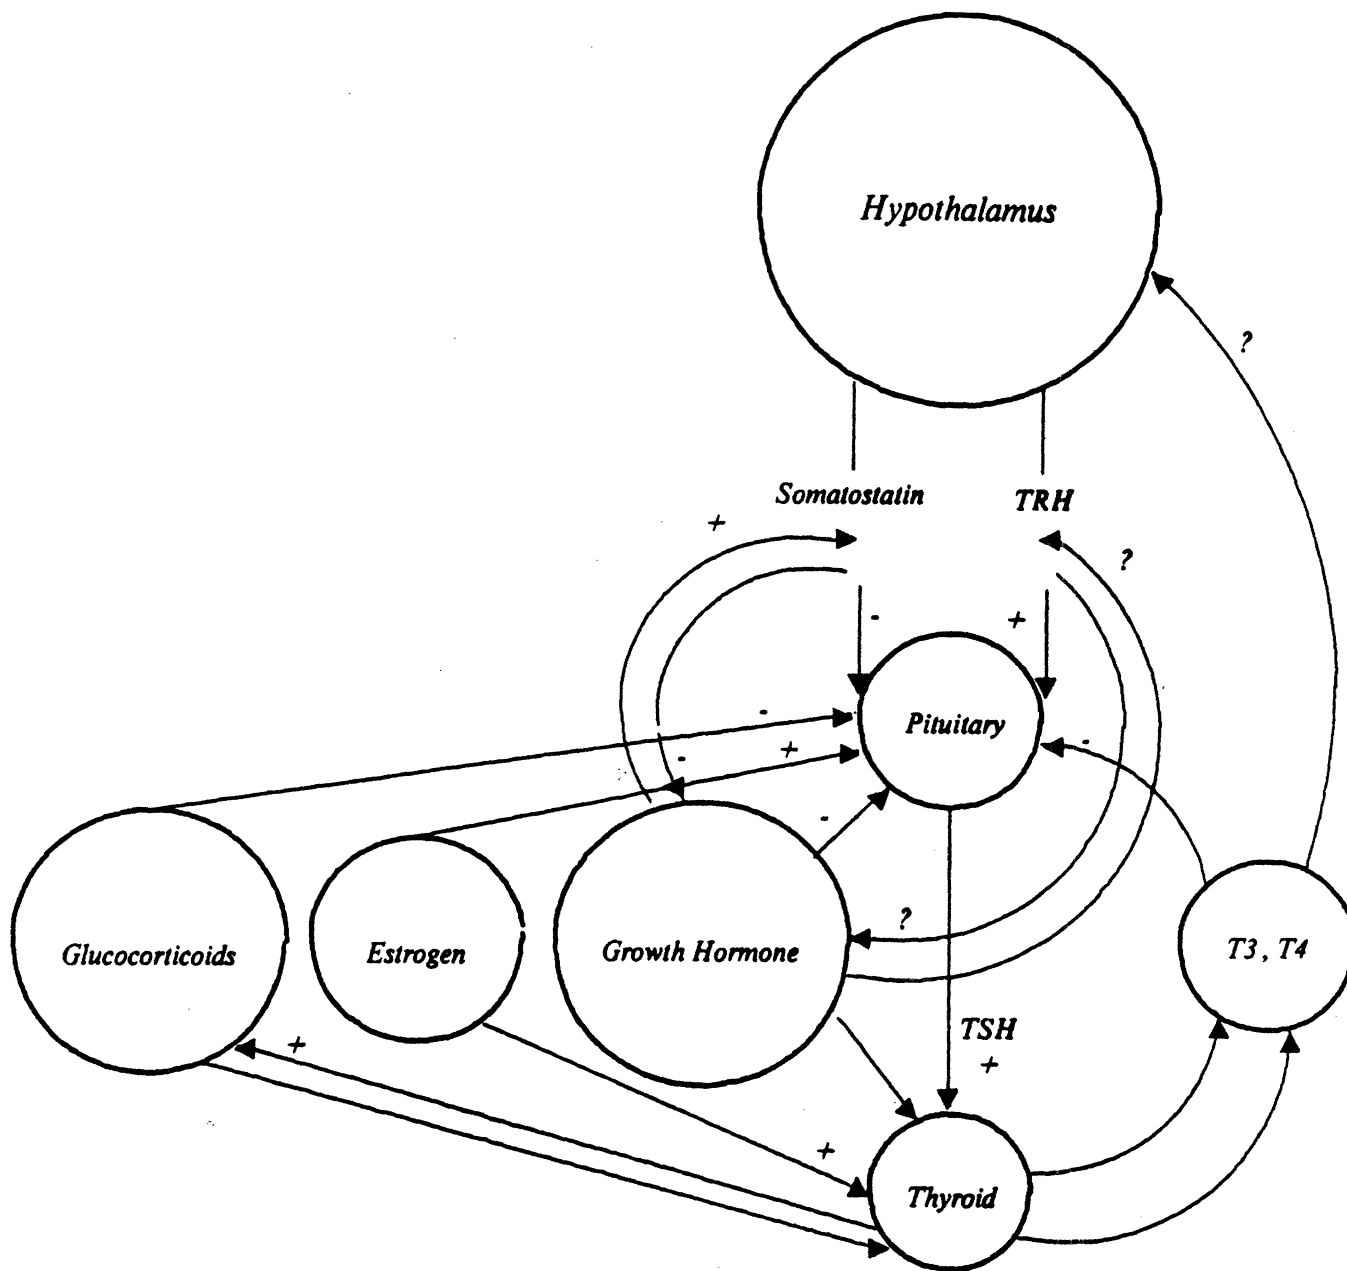 Hypothalamus
?
Somatostatin
TRH
+
?
-
+
-
Pituitary
-
-
+
-
Glucocorticoids
Estrogen
Growth Hormone
?
T3, T4
TSH
+
+
+
Thyroid